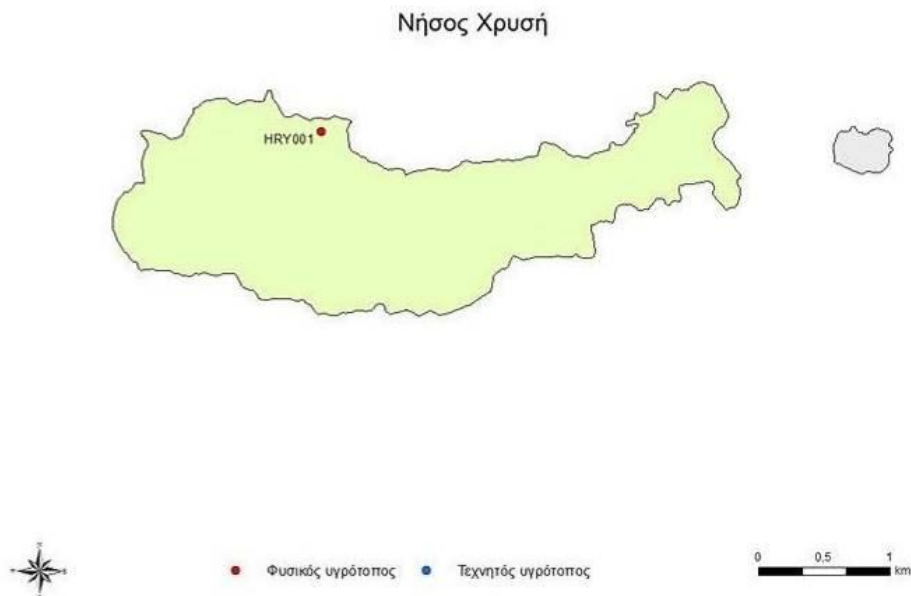 Νήσος Χρυσή
HRY001
Φυσικός υγρότοπος
Τεχνητός υγρότοπος
0 0,5 1
km